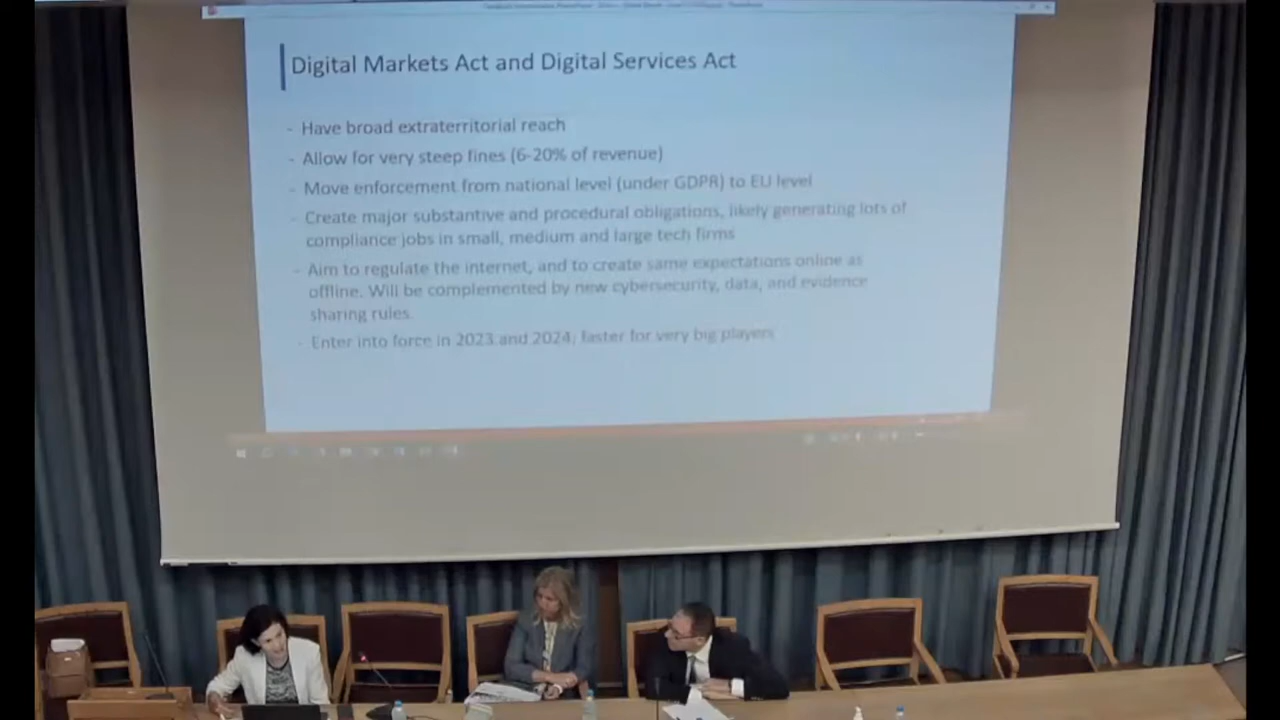 Digital Markets Act and Digital Services Act
- Have broad extraterritorial reach
- Allow for very steep fines (6-20% of revenue)
- Move enforcement from national level (under GDPR) to EU level
- Create major substantive and procedural obligations, likely generating lots of
compliance jobs in small, medium and large tech firms
- Aim to regulate the internet, and to create same expectations online as
offline. Will be complemented by new cybersecurity, data, and evidence
sharing rules.
- Enter into force in 2023 and 2024; faster for very big players